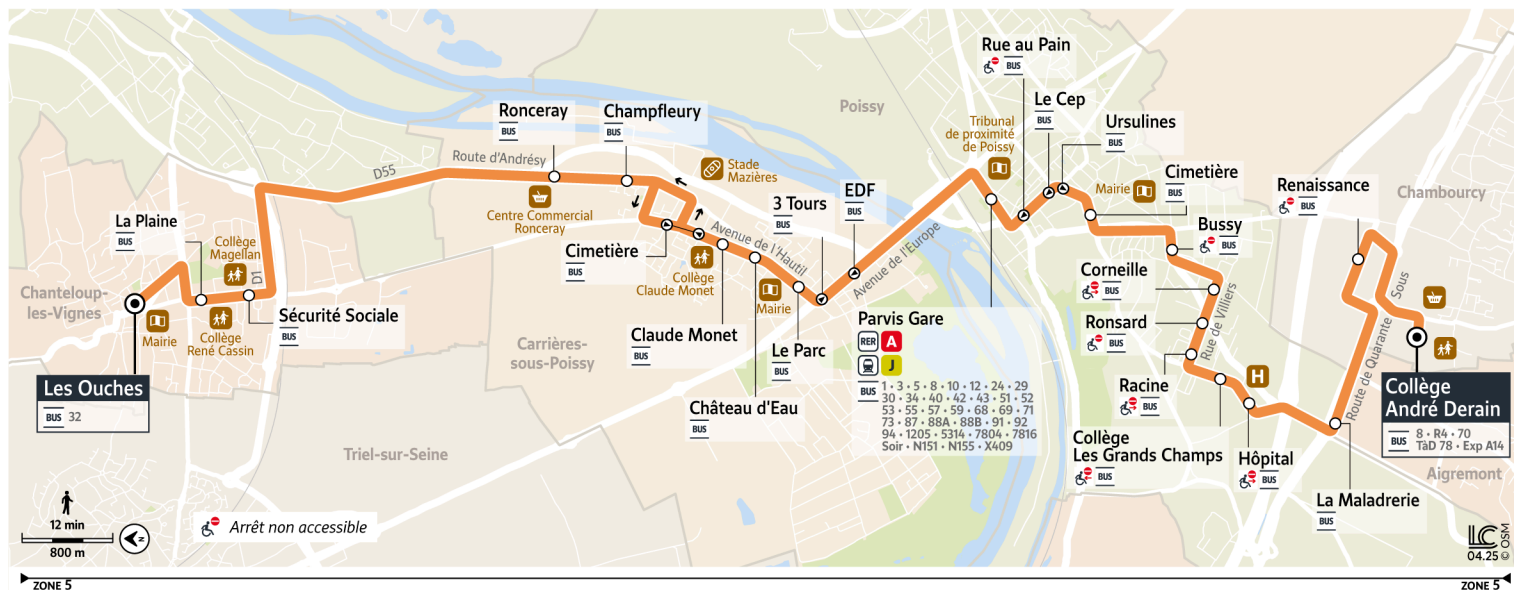 Rue au Pain
BUS
Le Cep
BUS
Ursulines
BUS
Poissy
Tribunal
de proximité
de Poissy
Ronceray
BUS
Champfleury
BUS
Route d'Andrésy
D55
Stade
Mazières
Centre Commercial
Ronceray
Mairie
Cimetière
BUS
Renaissance
BUS
Chambourcy
La Plaine
BUS
Collège
Magellan
D1
3 Tours
BUS
EDF
BUS
Bussy
BUS
Cimetière
BUS
Avenue de l'Hautil
Avenue de l'Europe
Collège
Claude Monet
Mairie
Corneille
BUS
Rue de Villiers
Ronsard
BUS
Route de Quarante
Sous
Chanteloup-
les-Vignes
Mairie
Collège
René Cassin
Sécurité Sociale
BUS
Claude Monet
BUS
Carrières-
sous-Poissy
Le Parc
BUS
Château d'Eau
BUS
Parvis Gare
RER A
J
BUS
1 • 3 • 5 • 8 • 10 • 12 • 24 • 29
30 • 34 • 40 • 42 • 43 • 51 • 52
53 • 55 • 57 • 59 • 68 • 69 • 71
73 • 87 • 88A • 88B • 91 • 92
94 • 1205 • 5314 • 7804 • 7816
Soir • N151 • N155 • X409
Les Ouches
BUS 32
Racine
BUS
H
Collège
André Derain
BUS
8 • R4 • 70
TàD 78 • Exp A14
Collège
Les Grands Champs
BUS
Hôpital
BUS
La Maladrerie
BUS
Aigremont
Triel-sur-Seine
12 min
800 m
N
Arrêt non accessible
LC
04.25 © OSM
ZONE 5
ZONE 5